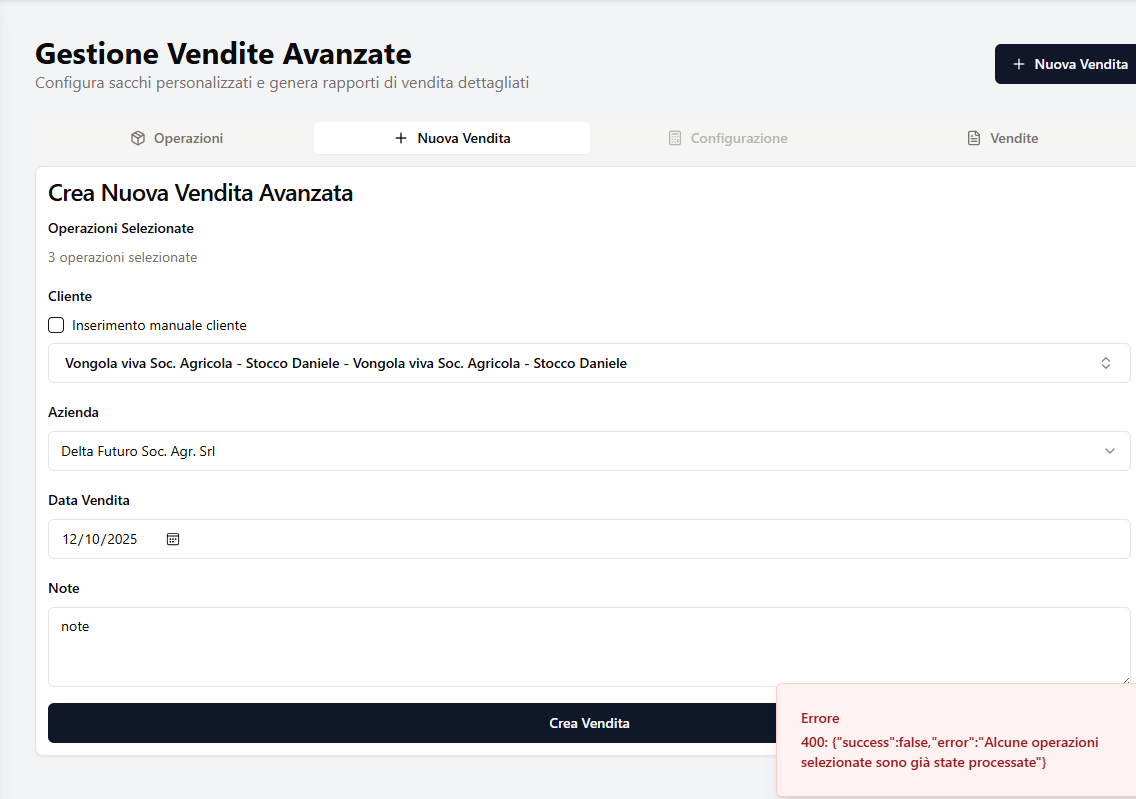 Gestione Vendite Avanzate
Configura sacchi personalizzati e genera rapporti di vendita dettagliati
+ Nuova Vendita
Operazioni
+ Nuova Vendita
Configurazione
Vendite
Crea Nuova Vendita Avanzata
Operazioni Selezionate
3 operazioni selezionate
Cliente
Inserimento manuale cliente
Vongola viva Soc. Agricola - Stocco Daniele - Vongola viva Soc. Agricola - Stocco Daniele
Azienda
Delta Futuro Soc. Agr. Srl
Data Vendita
12/10/2025
Note
note
Crea Vendita
Errore
400: {"success":false,"error":"Alcune operazioni
selezionate sono già state processate"}